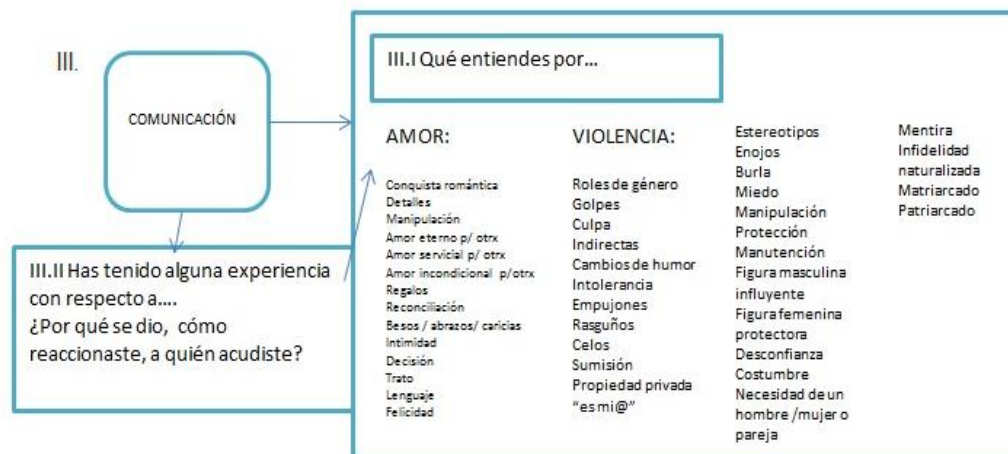 III.
COMUNICACIÓN
III.I Qué entiendes por...
AMOR:
Conquista romántica
Detalles
Manipulación
Amor eterno p/ otrx
Amor servicial p/ otrx
Amor incondicional p/otrx
Regalos
Reconciliación
Besos / abrazos/ caricias
Intimidad
Decisión
Trato
Lenguaje
Felicidad
VIOLENCIA:
Roles de género
Golpes
Culpa
Indirectas
Cambios de humor
Intolerancia
Empujones
Rasguños
Celos
Sumisión
Propiedad privada
"es mi@"
Estereotipos
Enojos
Burla
Miedo
Manipulación
Protección
Manutención
Figura masculina
influyente
Figura femenina
protectora
Desconfianza
Costumbre
Necesidad de un
hombre /mujer o
pareja
Mentira
Infidelidad
naturalizada
Matriarcado
Patriarcado
III.II Has tenido alguna experiencia
con respecto a....
¿Por qué se dio, cómo
reaccionaste, a quién acudiste?